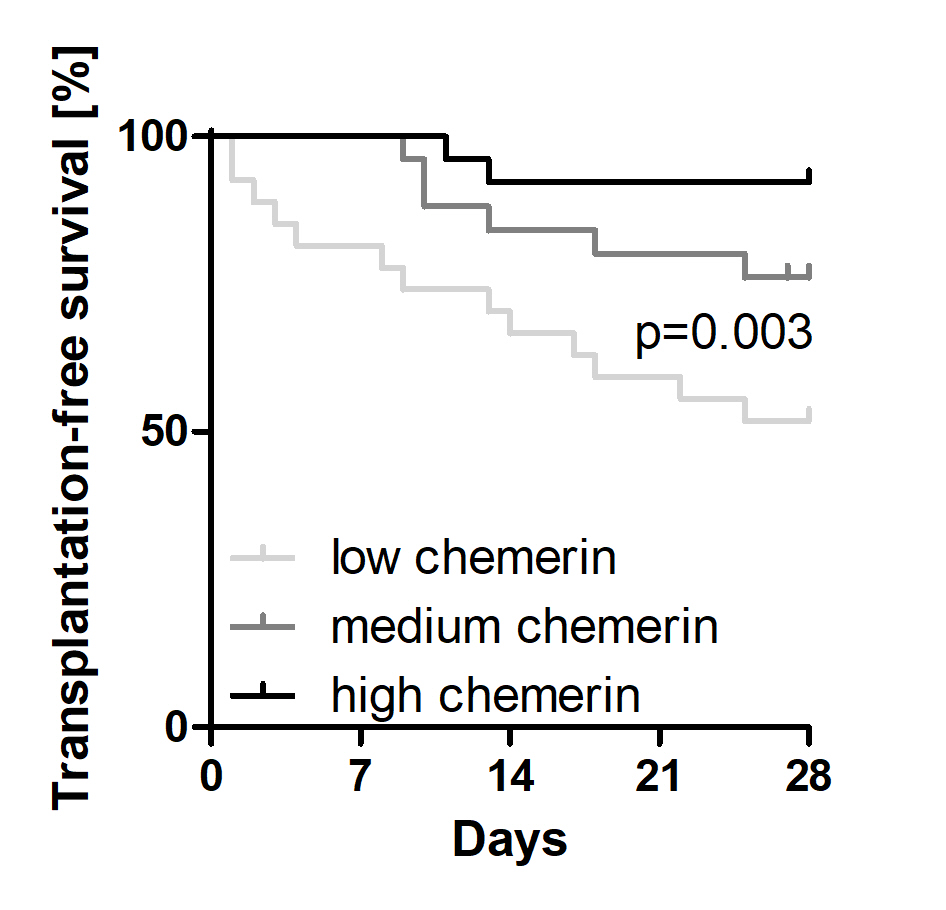 Transplantation-free survival [%]
100
50
0
p=0.003
low chemerin
medium chemerin
high chemerin
0 7 14 21 28
Days